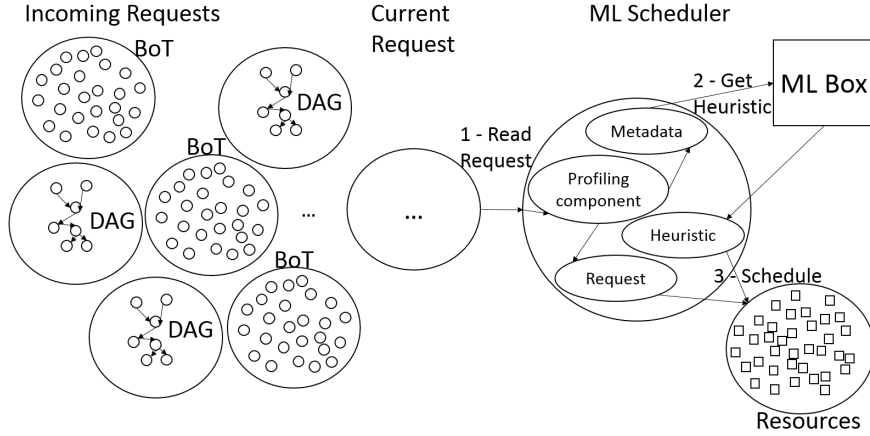 Incoming Requests
Current
Request
ML Scheduler
BoT
DAG
BoT
DAG
BoT
DAG
...
...
1 - Read
Request
2 - Get
Heuristic
ML Box
Metadata
Profiling
component
Heuristic
Request
3 - Schedule
Resources